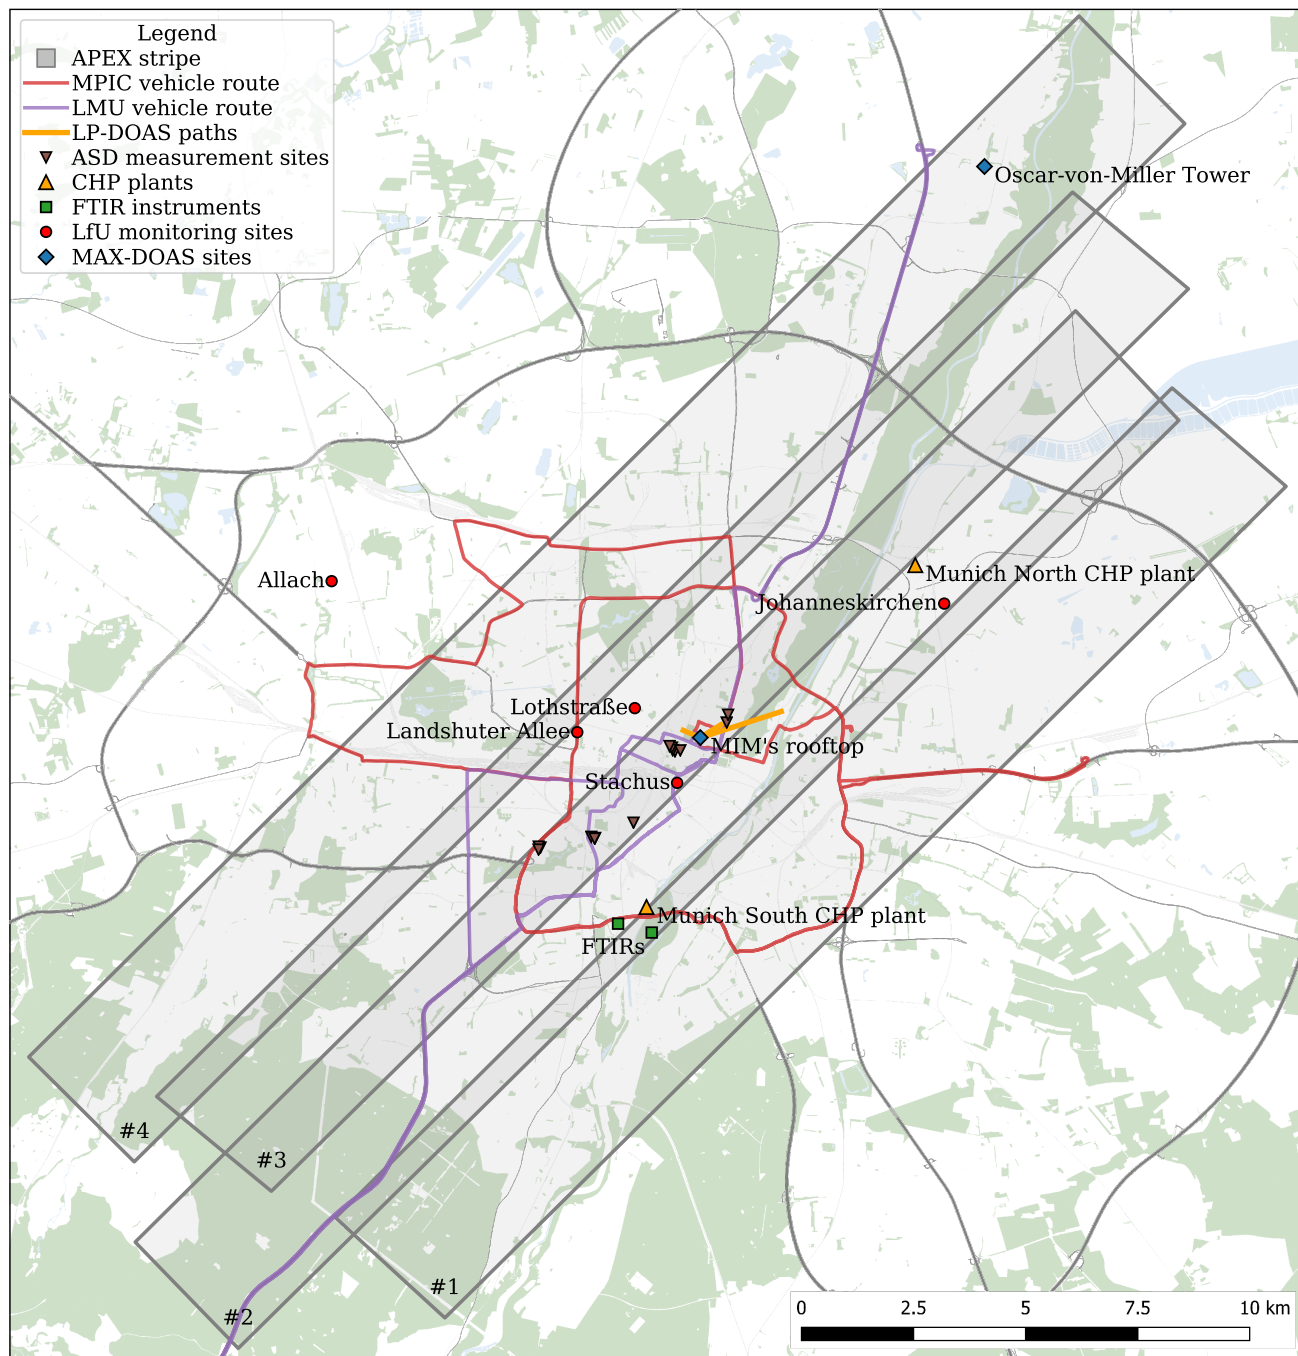 Legend
APEX stripe
MPIC vehicle route
LMU vehicle route
LP-DOAS paths
ASD measurement sites
CHP plants
FTIR instruments
LfU monitoring sites
MAX-DOAS sites
Oscar-von-Miller Tower
Munich North CHP plant
Allach
Johanneskirchen
Lothstraße
Landshuter Allee
MIM's rooftop
Stachus
Munich South CHP plant
FTIRs
#4
#3
#1
#2
0 2.5 5 7.5 10 km